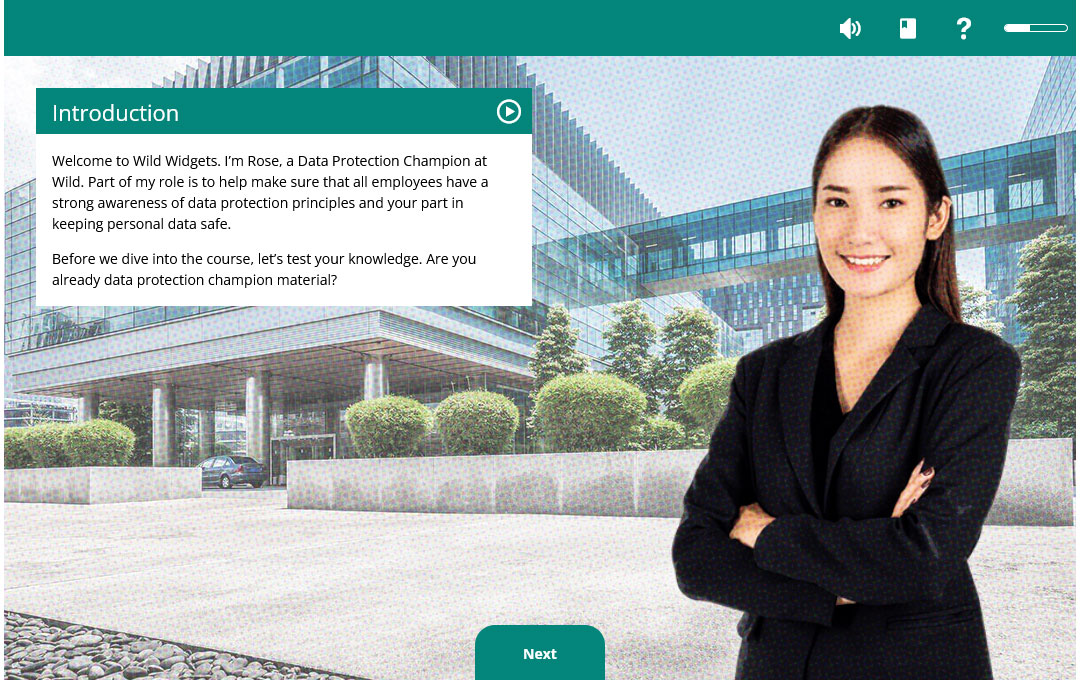 Introduction
Welcome to Wild Widgets. I’m Rose, a Data Protection Champion at
Wild. Part of my role is to help make sure that all employees have a
strong awareness of data protection principles and your part in
keeping personal data safe.
Before we dive into the course, let’s test your knowledge. Are you
already data protection champion material?
Next